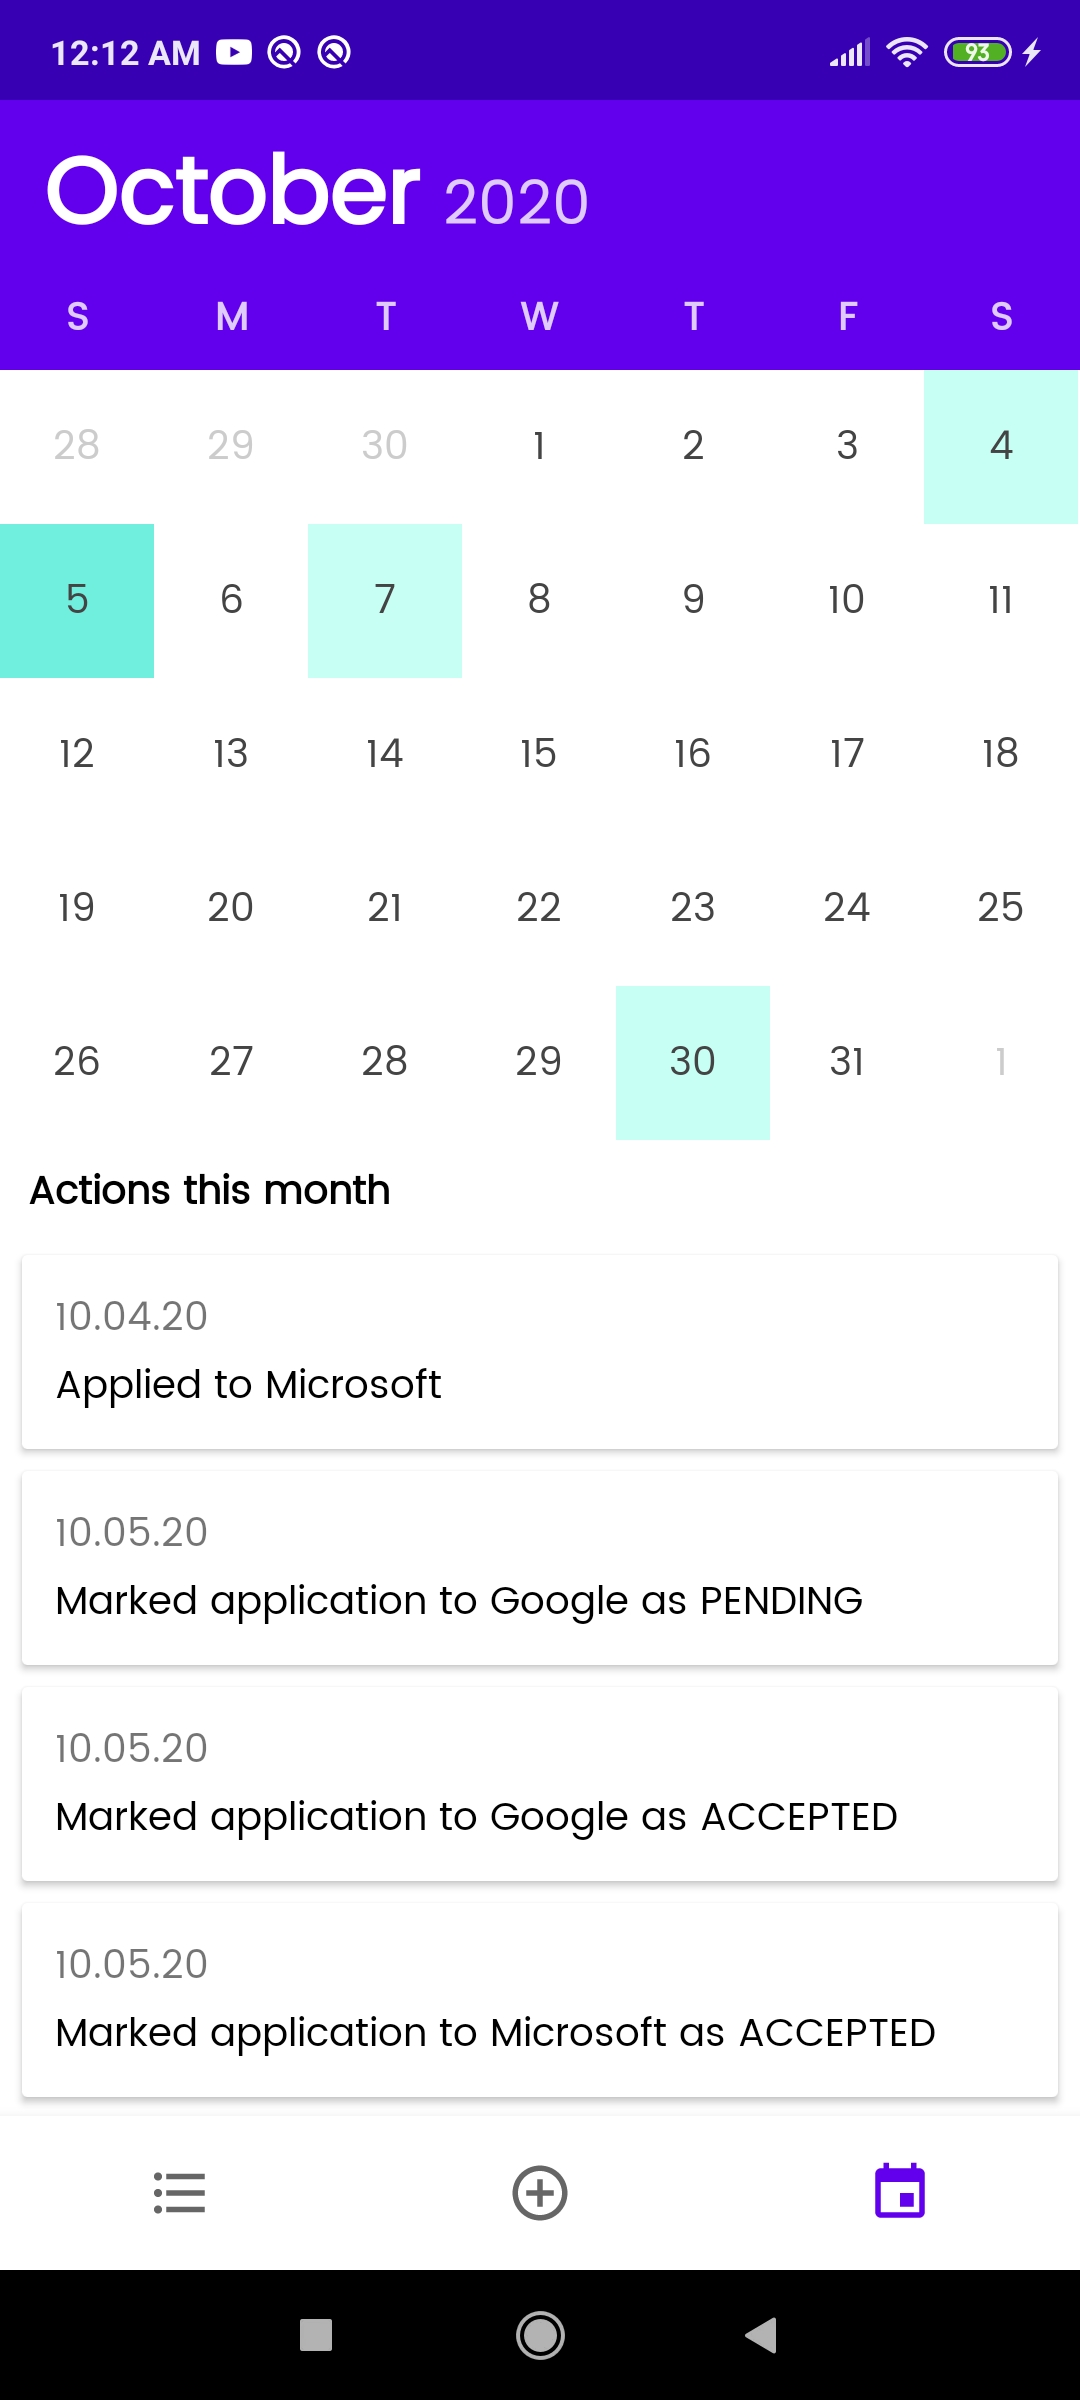 12:12 AM 93
October 2020
S M T W T F S
28 29 30 1 2 3 4
5 6 7 8 9 10 11
12 13 14 15 16 17 18
19 20 21 22 23 24 25
26 27 28 29 30 31 1
Actions this month
10.04.20
Applied to Microsoft
10.05.20
Marked application to Google as PENDING
10.05.20
Marked application to Google as ACCEPTED
10.05.20
Marked application to Microsoft as ACCEPTED